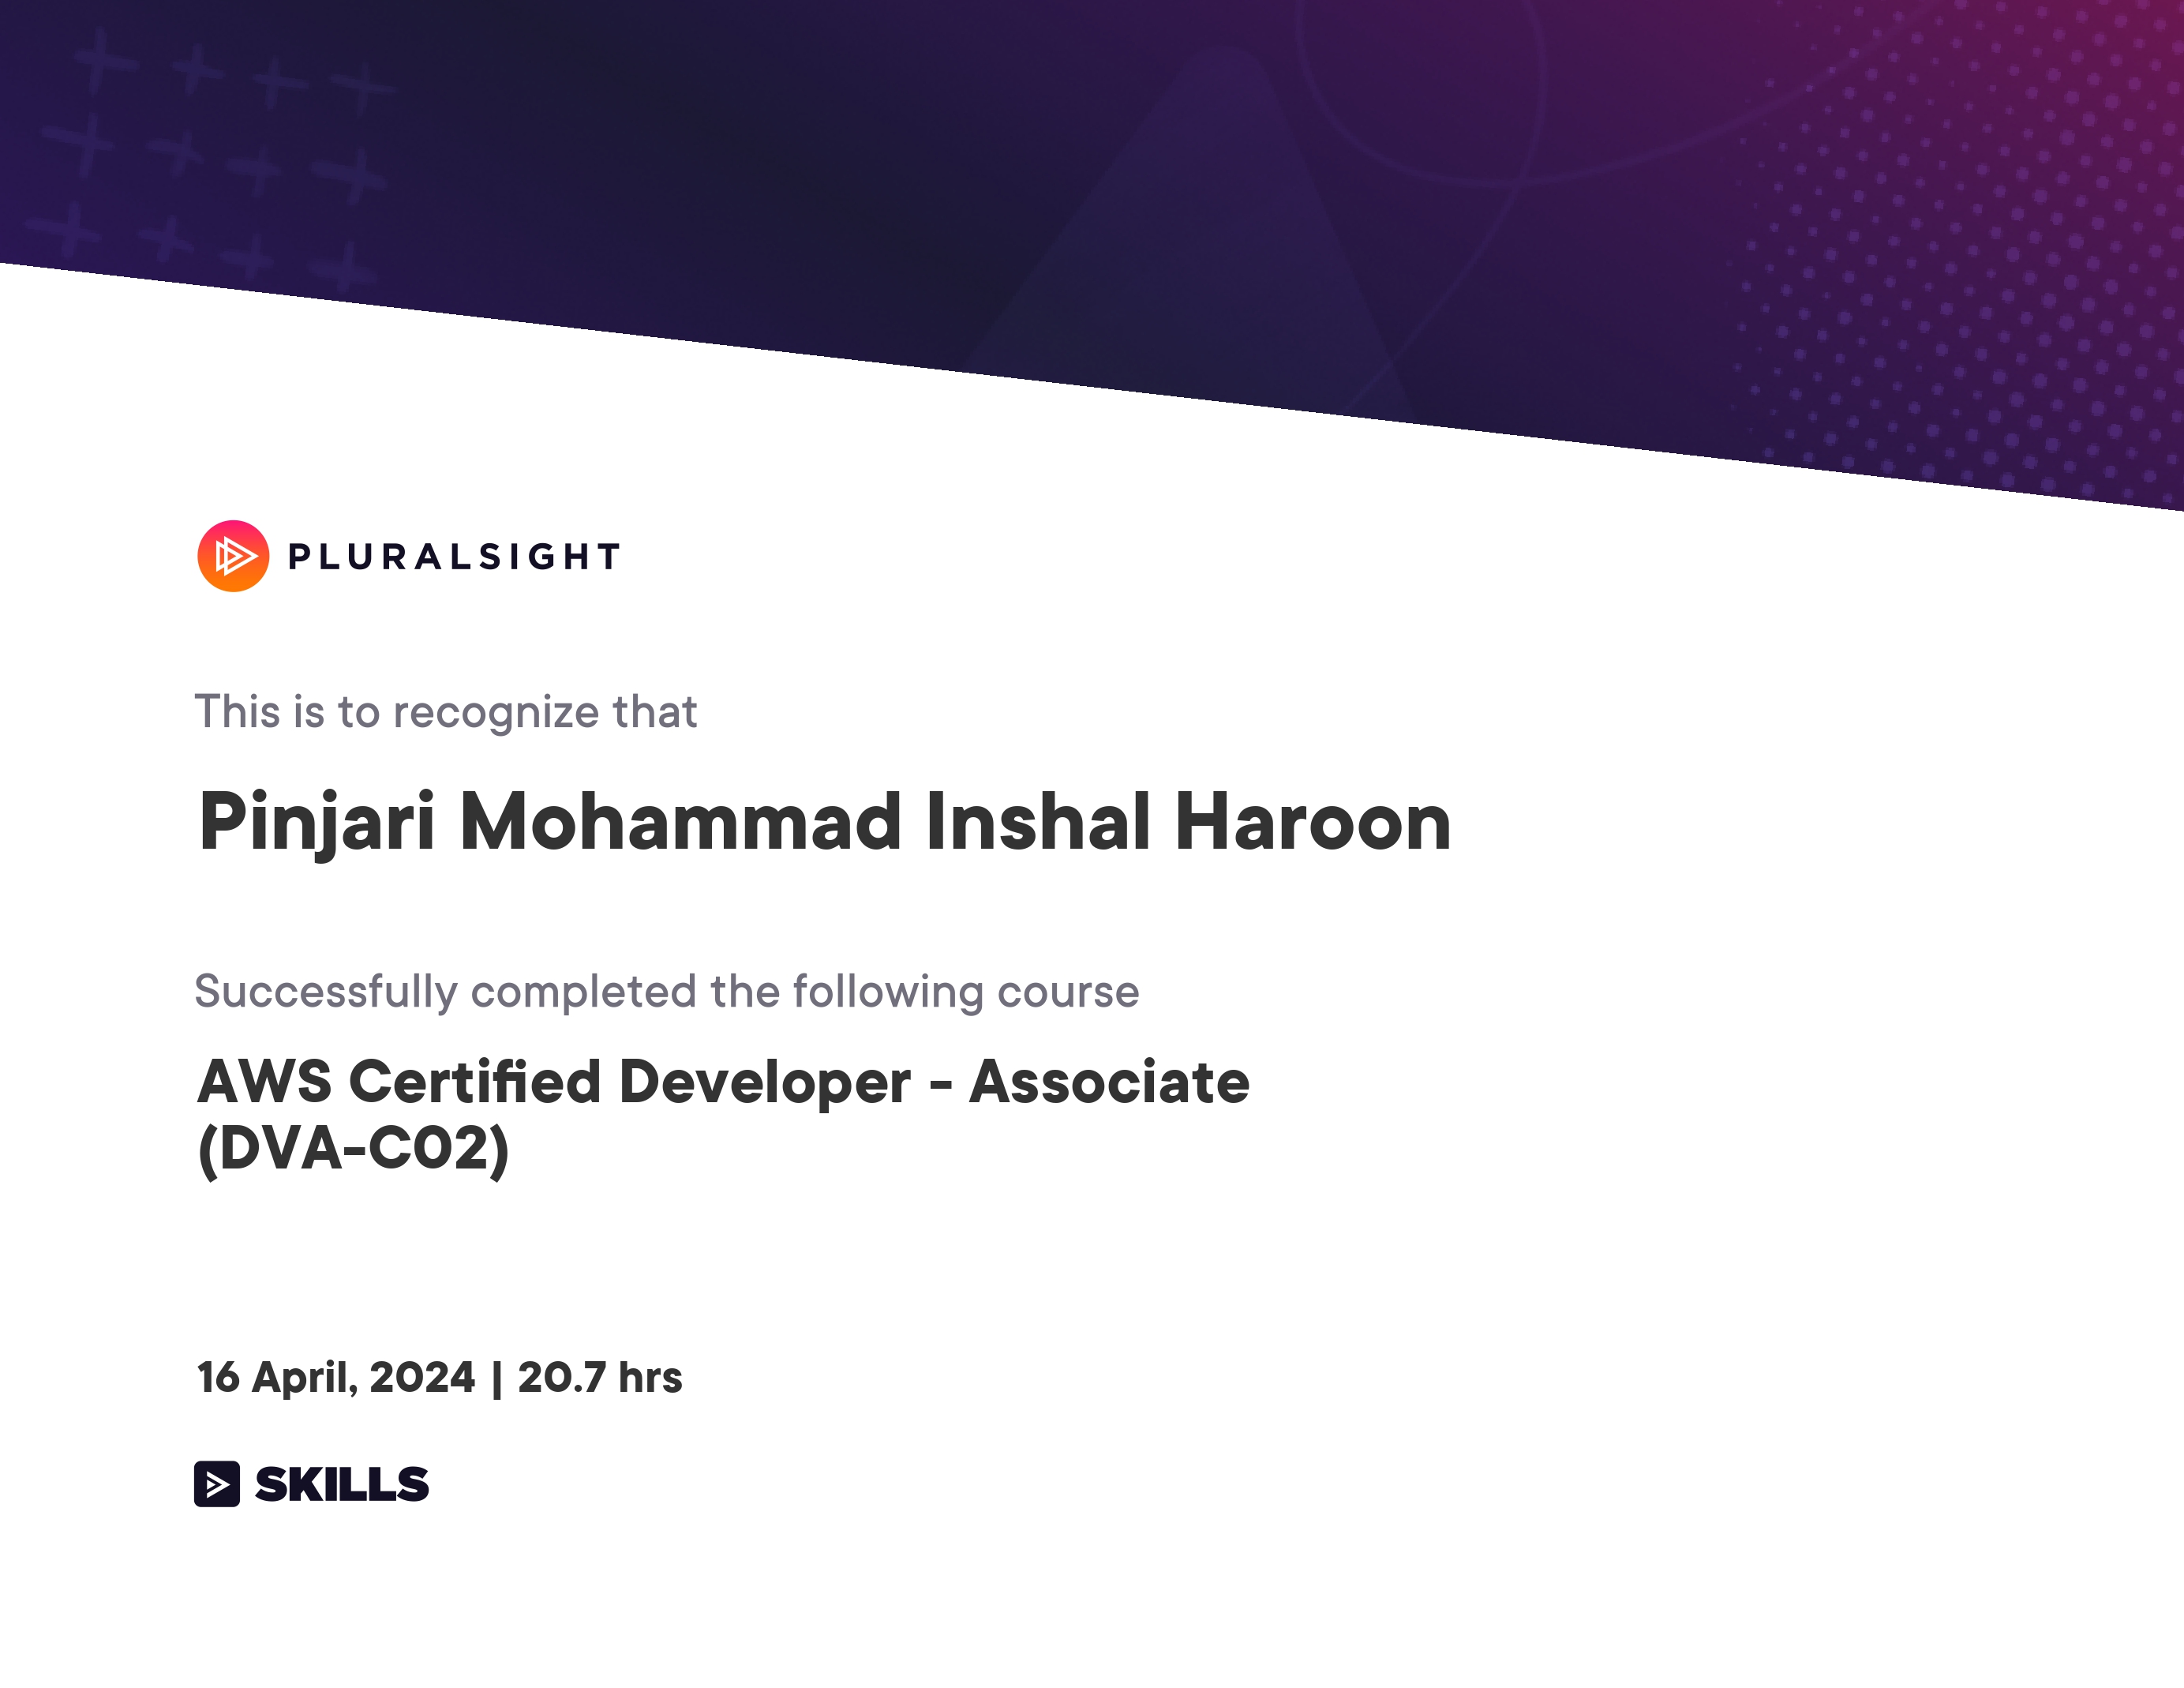 PLURALSIGHT
This is to recognize that
Pinjari Mohammad Inshal Haroon
Successfully completed the following course
AWS Certified Developer - Associate
(DVA-C02)
16 April, 2024 | 20.7 hrs
SKILLS